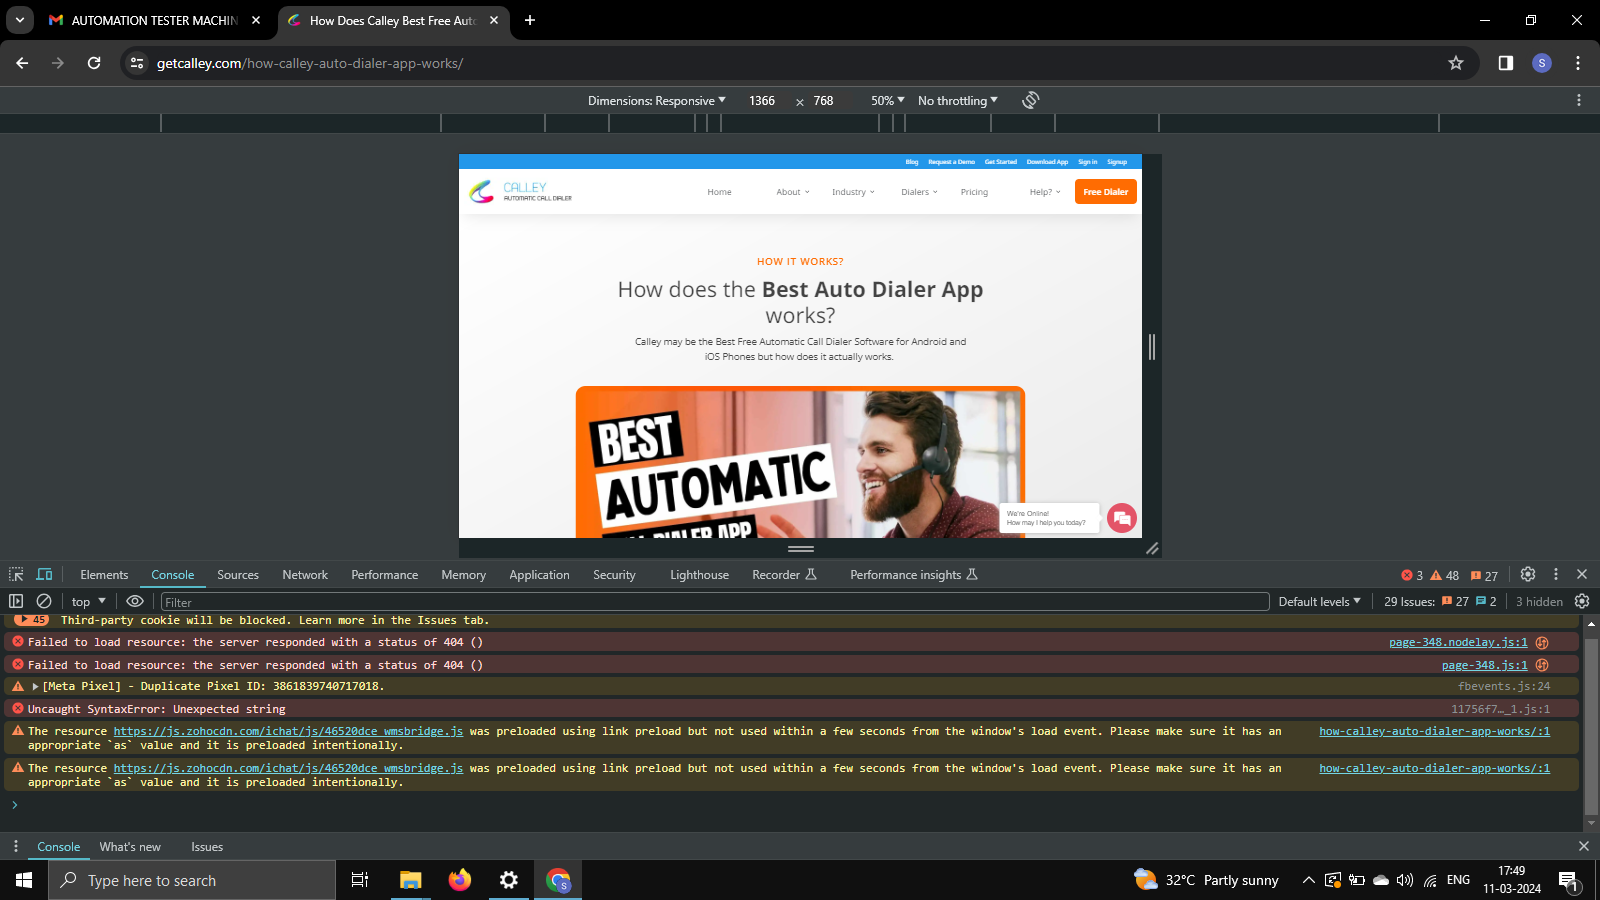 AUTOMATION TESTER MACHIN
How Does Calley Best Free Auto
getcalley.com/how-calley-auto-dialer-app-works/
S
Dimensions: Responsive 1366 × 768 50% No throttling
Blog Request a Demo Get Started Download App Sign in Signup
CALLEY
AUTOMATIC CALL DIALER
Home About Industry Dialers Pricing Help? Free Dialer
HOW IT WORKS?
How does the Best Auto Dialer App
works?
Calley may be the Best Free Automatic Call Dialer Software for Android and
iOS Phones but how does it actually works.
BEST
AUTOMATIC
DIALER APP
We're Online!
How may I help you today?
Elements Console Sources Network Performance Memory Application Security Lighthouse Recorder Performance insights 3 48 27
top Filter Default levels 29 Issues: 27 2 3 hidden
45 Third-party cookie will be blocked. Learn more in the Issues tab.
Failed to load resource: the server responded with a status of 404 () page-348.nodelay.js:1
Failed to load resource: the server responded with a status of 404 () page-348.js:1
[Meta Pixel] - Duplicate Pixel ID: 3861839740717018. fbevents.js:24
Uncaught SyntaxError: Unexpected string 11756f7…_1.js:1
The resource https://js.zohocdn.com/ichat/js/46520dce_wmsbridge.js was preloaded using link preload but not used within a few seconds from the window's load event. Please make sure it has an how-calley-auto-dialer-app-works/:1
appropriate `as` value and it is preloaded intentionally.
The resource https://js.zohocdn.com/ichat/js/46520dce_wmsbridge.js was preloaded using link preload but not used within a few seconds from the window's load event. Please make sure it has an how-calley-auto-dialer-app-works/:1
appropriate `as` value and it is preloaded intentionally.
Console What's new Issues
Type here to search
S
32°C Partly sunny
ENG
17:49
11-03-2024
1